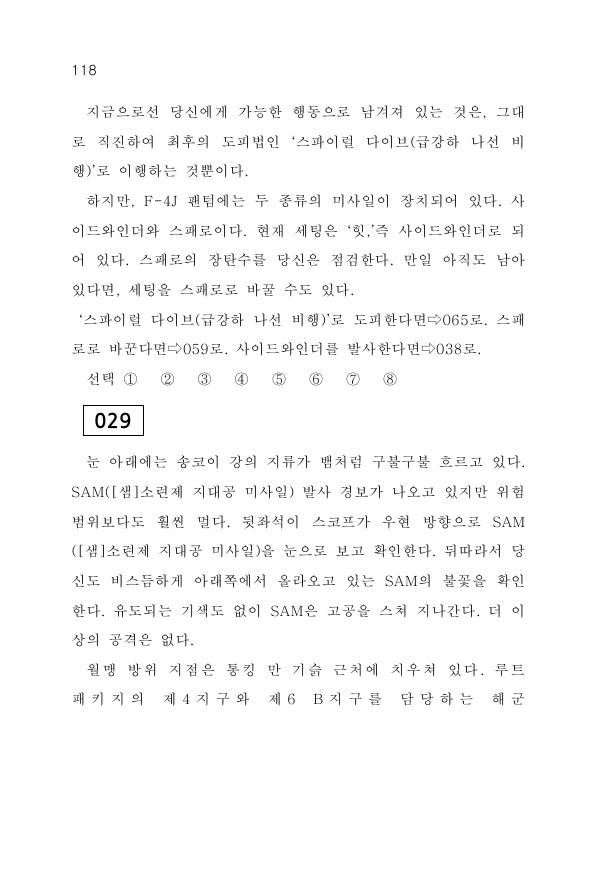 118
지금으로선 당신에게 가능한 행동으로 남겨져 있는 것은, 그대
로 직진하여 최후의 도피법인 ‘스파이럴 다이브(급강하 나선 비
행)’로 이행하는 것뿐이다.
하지만, F-4J 팬텀에는 두 종류의 미사일이 장치되어 있다. 사
이드와인더와 스패로이다. 현재 세팅은 ‘힛,’즉 사이드와인더로 되
어 있다. 스패로의 장탄수를 당신은 점검한다. 만일 아직도 남아
있다면, 세팅을 스패로로 바꿀 수도 있다.
‘스파이럴 다이브(급강하 나선 비행)’로 도피한다면⇨065로. 스패
로로 바꾼다면⇨059로. 사이드와인더를 발사한다면⇨038로.
선택 ① ② ③ ④ ⑤ ⑥ ⑦ ⑧
029
눈 아래에는 송코이 강의 지류가 뱀처럼 구불구불 흐르고 있다.
SAM([샘]소련제 지대공 미사일) 발사 경보가 나오고 있지만 위험
범위보다도 훨씬 멀다. 뒷좌석이 스코프가 우현 방향으로 SAM
([샘]소련제 지대공 미사일)을 눈으로 보고 확인한다. 뒤따라서 당
신도 비스듬하게 아래쪽에서 올라오고 있는 SAM의 불꽃을 확인
한다. 유도되는 기색도 없이 SAM은 고공을 스쳐 지나간다. 더 이
상의 공격은 없다.
월맹 방위 지점은 통킹 만 기슭 근처에 치우쳐 있다. 루트
패키지의 제4지구와 제6 B지구를 담당하는 해군